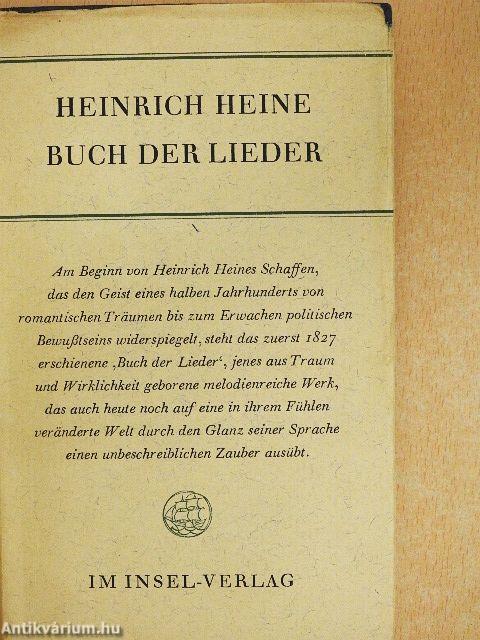 HEINRICH HEINE
BUCH DER LIEDER
Am Beginn von Heinrich Heines Schaffen,
das den Geist eines halben Jahrhunderts von
romantischen Träumen bis zum Erwachen politischen
Bewußtseins widerspiegelt, steht das zuerst 1827
erschienene ‚Buch der Lieder‘, jenes aus Traum
und Wirklichkeit geborene melodienreiche Werk,
das auch heute noch auf eine in ihrem Fühlen
veränderte Welt durch den Glanz seiner Sprache
einen unbeschreiblichen Zauber ausübt.
IM INSEL-VERLAG
Antikvárium.hu